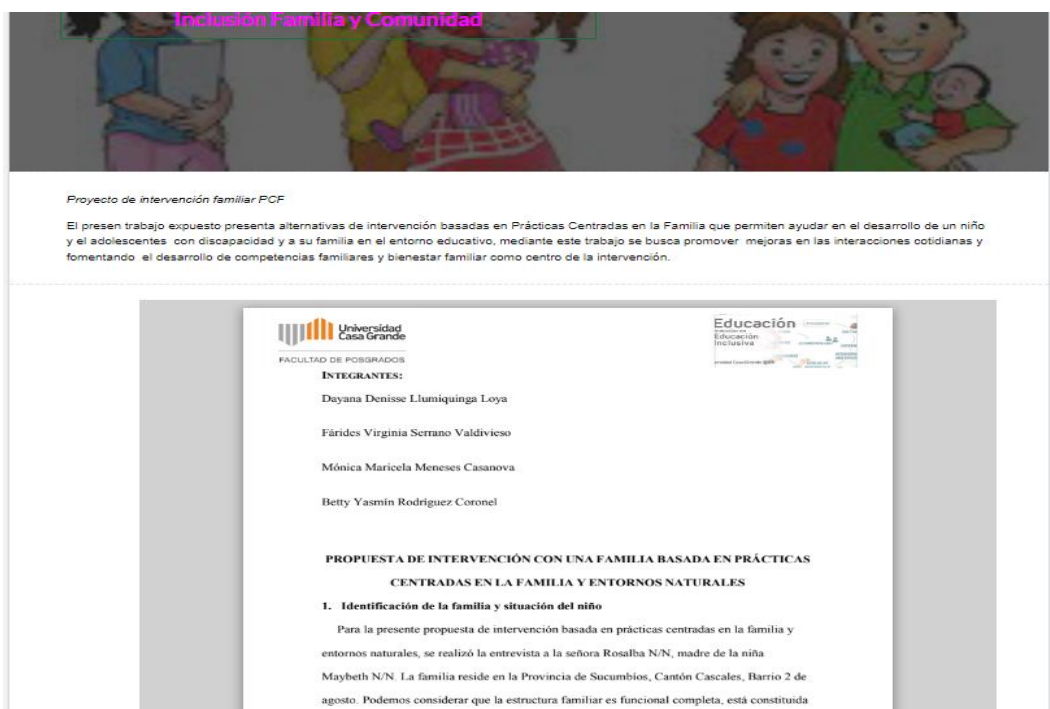 Inclusión Familia y Comunidad
Proyecto de intervención familiar PCF
El presen trabajo expuesto presenta alternativas de intervención basadas en Prácticas Centradas en la Familia que permiten ayudar en el desarrollo de un niño
y el adolescentes con discapacidad y a su familia en el entorno educativo, mediante este trabajo se busca promover mejoras en las interacciones cotidianas y
fomentando el desarrollo de competencias familiares y bienestar familiar como centro de la intervención.
Universidad
Casa Grande
FACULTAD DE POSGRADOS
Educación
Educación
Inclusiva
INTEGRANTES:
Dayana Denisse Llumiquinga Loya
Fárides Virginia Serrano Valdivieso
Mónica Maricela Meneses Casanova
Betty Yasmín Rodríguez Coronel
PROPUESTA DE INTERVENCIÓN CON UNA FAMILIA BASADA EN PRÁCTICAS
CENTRADAS EN LA FAMILIA Y ENTORNOS NATURALES
1. Identificación de la familia y situación del niño
Para la presente propuesta de intervención basada en prácticas centradas en la familia y
entornos naturales, se realizó la entrevista a la señora Rosalba N/N, madre de la niña
Maybeth N/N. La familia reside en la Provincia de Sucumbíos, Cantón Cascales, Barrio 2 de
agosto. Podemos considerar que la estructura familiar es funcional completa, está constituida